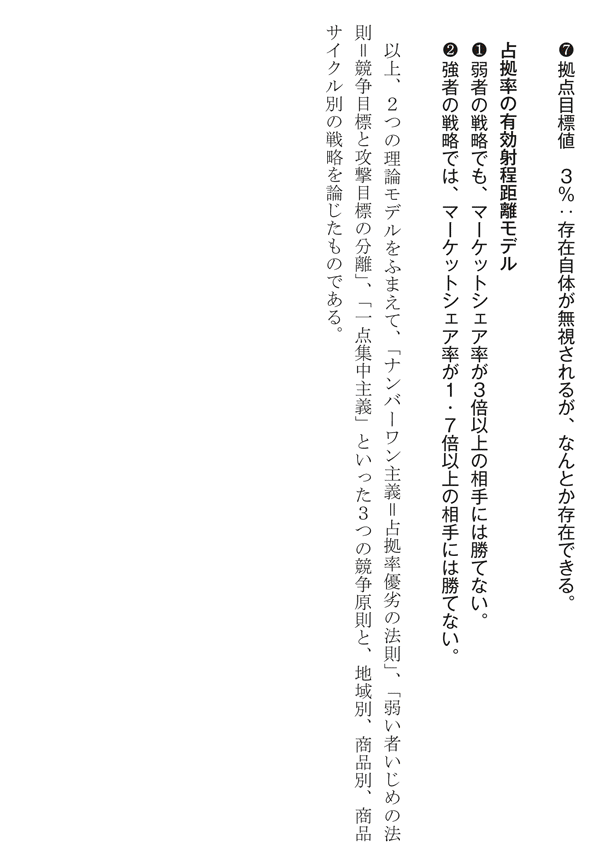 ❼ 拠点目標値　３％：存在自体が無視されるが、なんとか存在できる。
占拠率の有効射程距離モデル
❶ 弱者の戦略でも、マーケットシェア率が３倍以上の相手には勝てない。
❷ 強者の戦略では、マーケットシェア率が１・７倍以上の相手には勝てない。
　以上、２つの理論モデルをふまえて、「ナンバーワン主義＝占拠率優劣の法則」、「弱い者いじめの法
則＝競争目標と攻撃目標の分離」、「一点集中主義」といった３つの競争原則と、地域別、商品別、商品
サイクル別の戦略を論じたものである。